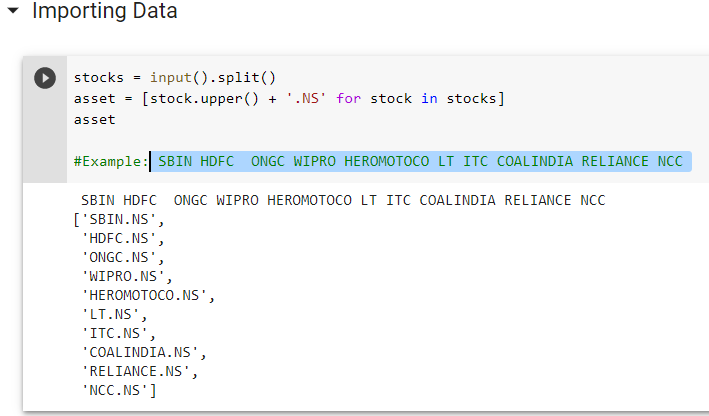 Importing Data
stocks = input().split()
asset = [stock.upper() + '.NS' for stock in stocks]
asset
#Example: SBIN HDFC  ONGC WIPRO HEROMOTOCO LT ITC COALINDIA RELIANCE NCC
SBIN HDFC  ONGC WIPRO HEROMOTOCO LT ITC COALINDIA RELIANCE NCC
['SBIN.NS',
'HDFC.NS',
'ONGC.NS',
'WIPRO.NS',
'HEROMOTOCO.NS',
'LT.NS',
'ITC.NS',
'COALINDIA.NS',
'RELIANCE.NS',
'NCC.NS']